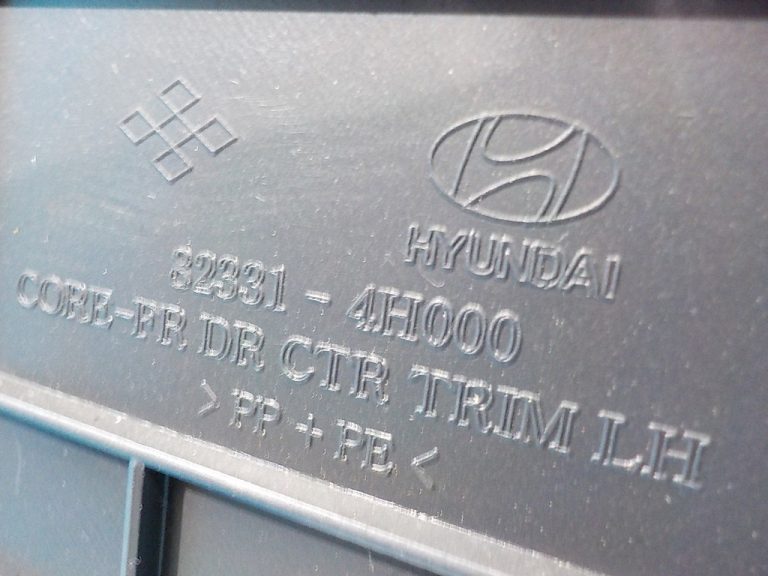 HYUNDAI
82331 - 4H000
CORE-FR DR CTR TRIM LH
> PP + PE <